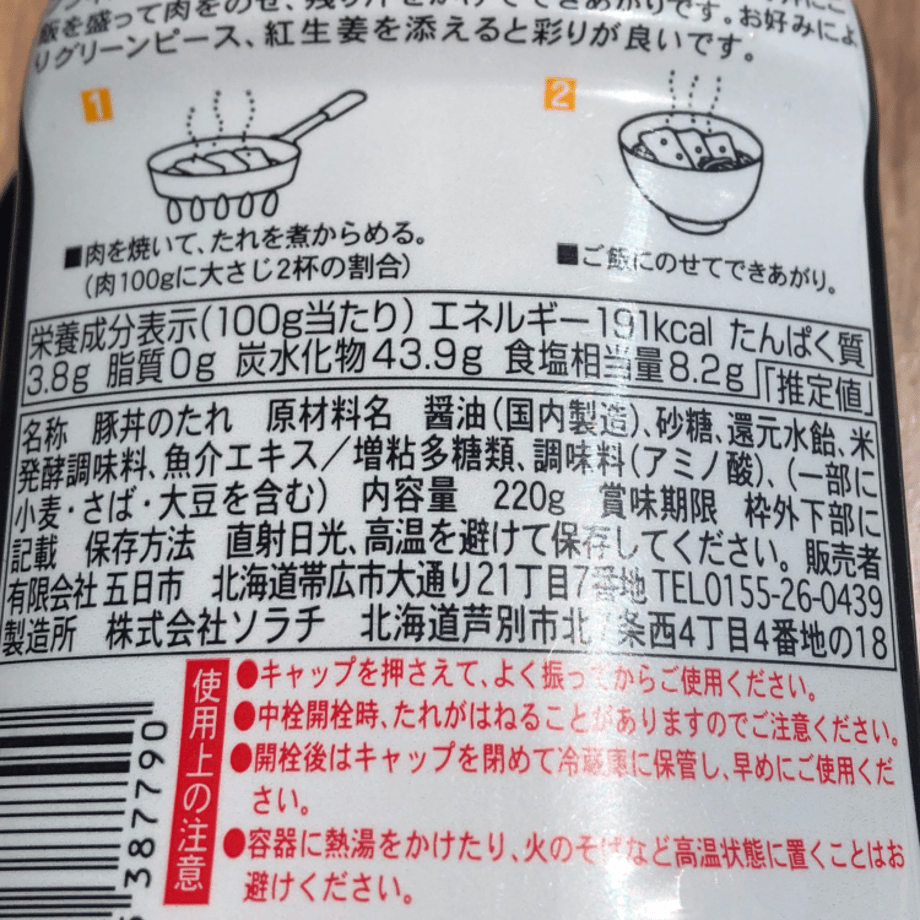 飯を盛って肉をのせ、残り汁をかけてできあがりです。お好みによ
りグリーンピース、紅生姜を添えると彩りが良いです。
1
2
■肉を焼いて、たれを煮からめる。
(肉100gに大さじ2杯の割合)
■ご飯にのせてできあがり。
栄養成分表示(100g当たり) エネルギー191kcal たんぱく質
3.8g 脂質0g 炭水化物43.9g 食塩相当量8.2g 「推定値」
名称 豚丼のたれ 原材料名 醤油(国内製造)、砂糖、還元水飴、米
発酵調味料、魚介エキス/増粘多糖類、調味料(アミノ酸)、(一部に
小麦・さば・大豆を含む) 内容量 220g 賞味期限 枠外下部に
記載 保存方法 直射日光、高温を避けて保存してください。販売者
有限会社五日市 北海道帯広市大通り21丁目7番地 TEL0155-26-0439
製造所 株式会社ソラチ 北海道芦別市北 条西4丁目4番地の18
使用上の注意
●キャップを押さえて、よく振ってからご使用ください。
●中栓開栓時、たれがはねることがありますのでご注意ください。
●開栓後はキャップを閉めて冷蔵庫に保管し、早めにご使用くだ
さい。
●容器に熱湯をかけたり、火のそばなど高温状態に置くことはお
避けください。
387790